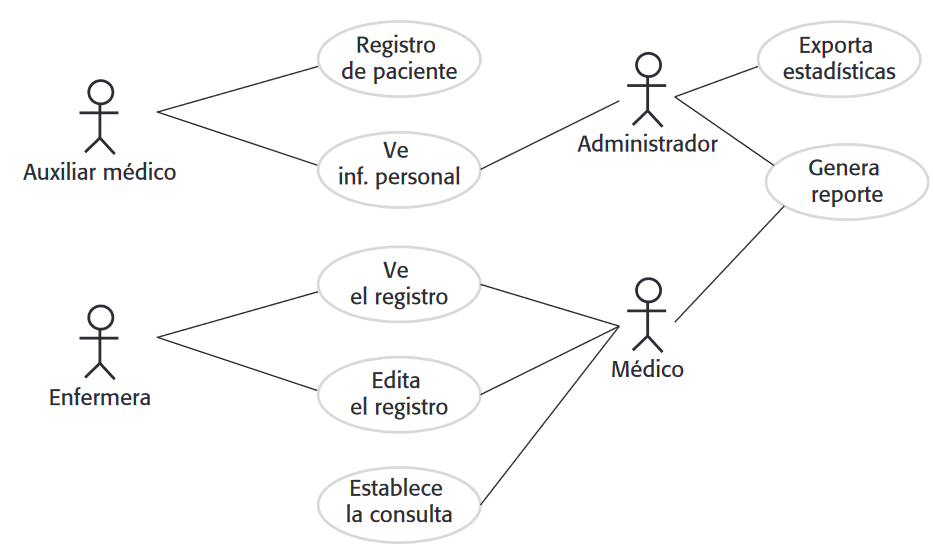 Registro
de paciente
Exporta
estadísticas
Auxiliar médico
Administrador
Ve
inf. personal
Genera
reporte
Ve
el registro
Enfermera
Médico
Edita
el registro
Establece
la consulta